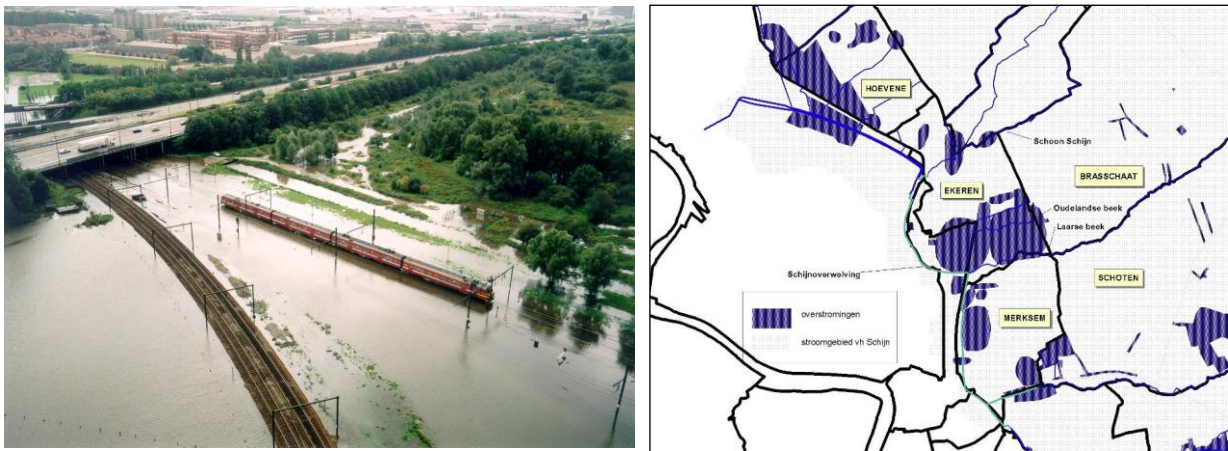 HOEVENE
Schoon Schijn
BRASSCHAAT
EKEREN
Oudelandse beek
Laarse beek
Schijnoverwelving
SCHOTEN
overstromingen
MERKSEM
stroomgebied vh Schijn